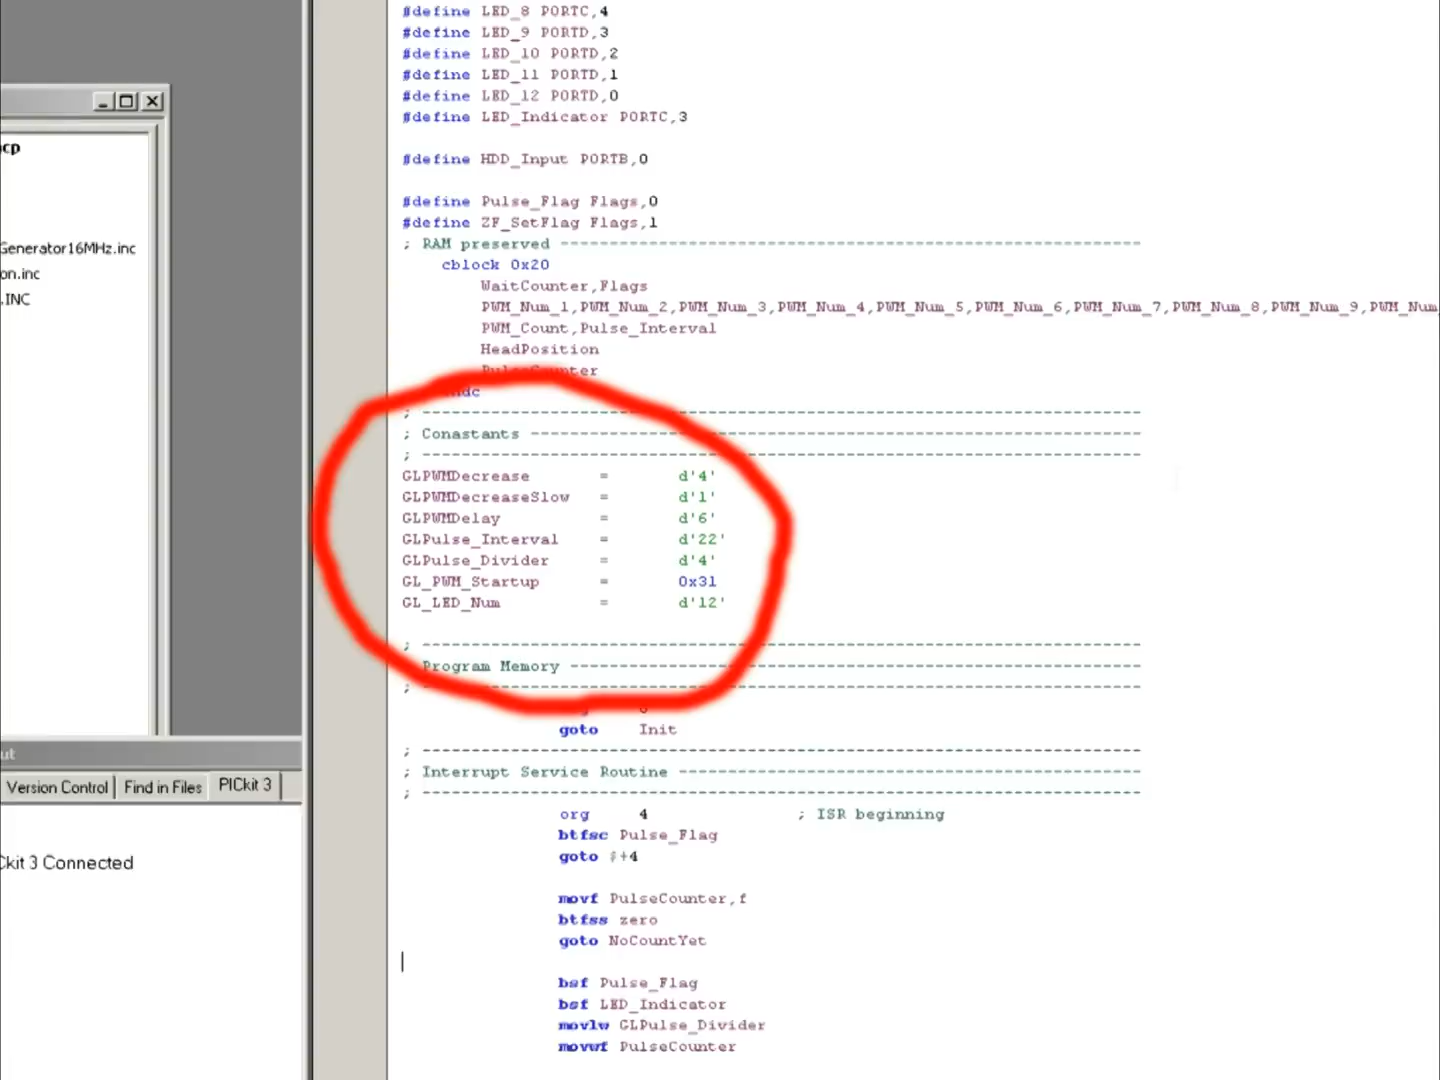 #define LED_8 PORTC,4
#define LED_9 PORTD,3
#define LED_10 PORTD,2
#define LED_11 PORTD,1
#define LED_12 PORTD,0
#define LED_Indicator PORTC,3
#define HDD_Input PORTB,0
#define Pulse_Flag Flags,0
#define ZF_SetFlag Flags,1
; RAM preserved -----------------------------------------------------------
cblock 0x20
WaitCounter,Flags
PWM_Num_1,PWM_Num_2,PWM_Num_3,PWM_Num_4,PWM_Num_5,PWM_Num_6,PWM_Num_7,PWM_Num_8,PWM_Num_9,PWM_Num_
PWM_Count,Pulse_Interval
HeadPosition
PulseCounter
; -------------------------------------------------------------------------
; Conastants --------------------------------------------------------------
; -------------------------------------------------------------------------
GLPWMDecrease = d'4'
GLPWMDecreaseSlow = d'1'
GLPWMDelay = d'6'
GLPulse_Interval = d'22'
GLPulse_Divider = d'4'
GL_PWM_Startup = 0x31
GL_LED_Num = d'12'
; -------------------------------------------------------------------------
Program Memory ----------------------------------------------------------
; -------------------------------------------------------------------------
goto Init
; -------------------------------------------------------------------------
; Interrupt Service Routine -----------------------------------------------
; -------------------------------------------------------------------------
org 4 ; ISR beginning
btfsc Pulse_Flag
goto $+4
movf PulseCounter,f
btfss zero
goto NoCountYet
bsf Pulse_Flag
bsf LED_Indicator
movlw GLPulse_Divider
movwf PulseCounter
cp
Generator16MHz.inc
on.inc
.INC
ut
Version Control
Find in Files
PICkit 3
Ckit 3 Connected